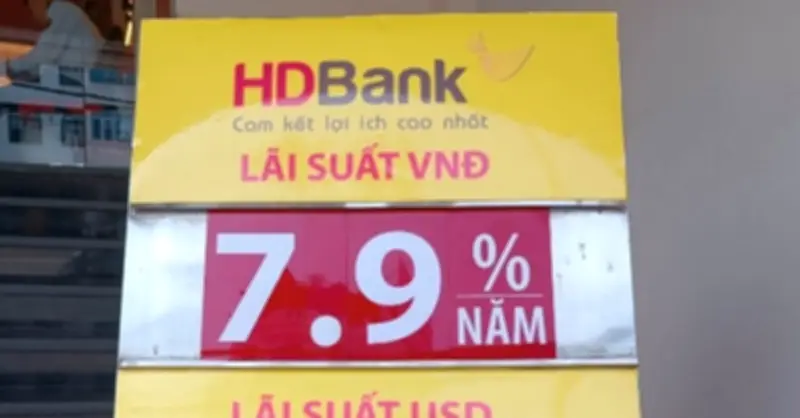 HDBank
Cam kết lợi ích cao nhất
LÃI SUẤT VNĐ
7.9 %
NĂM
LÃI SUẤT USD